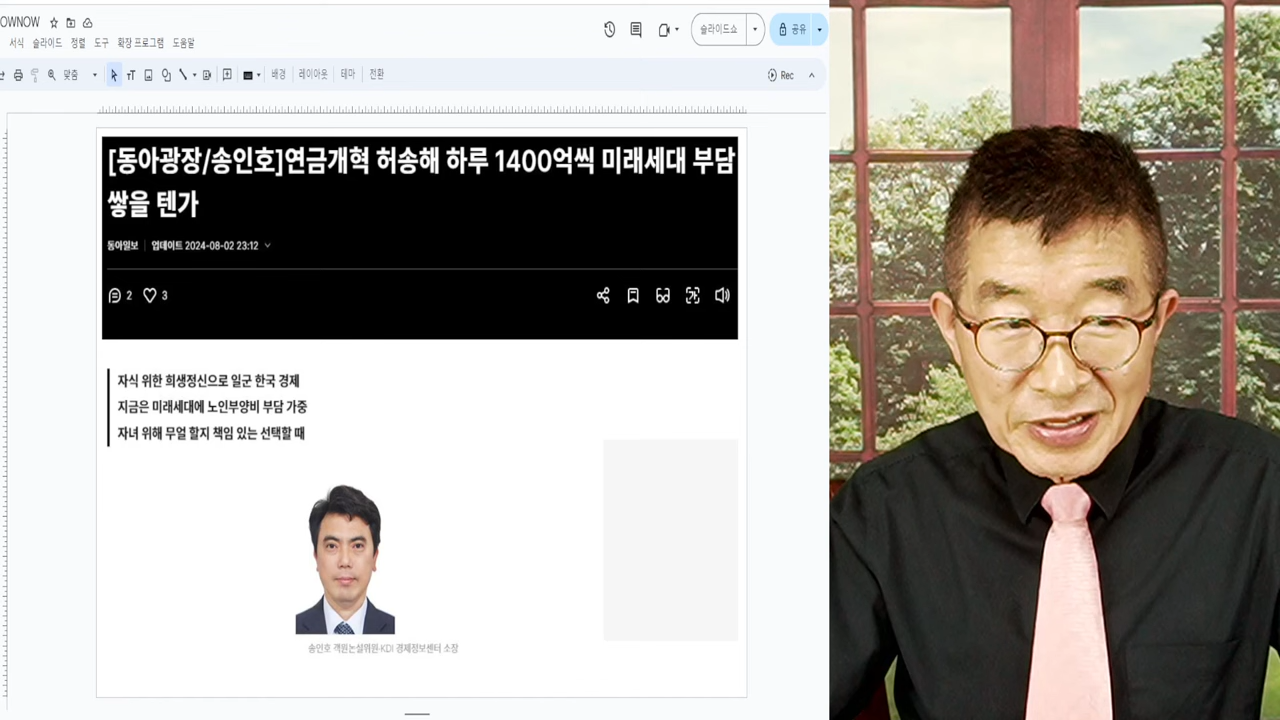 OWNOW
서식 슬라이드 정렬 도구 확장 프로그램 도움말
슬라이드쇼
공유
맞춤
배경 레이아웃 테마 전환
Rec
[동아광장/송인호]연금개혁 허송해 하루 1400억씩 미래세대 부담
쌓을 텐가
동아일보 업데이트 2024-08-02 23:12
2 3
자식 위한 희생정신으로 일군 한국 경제
지금은 미래세대에 노인부양비 부담 가중
자녀 위해 무얼 할지 책임 있는 선택할 때
송인호 객원논설위원·KDI 경제정보센터 소장